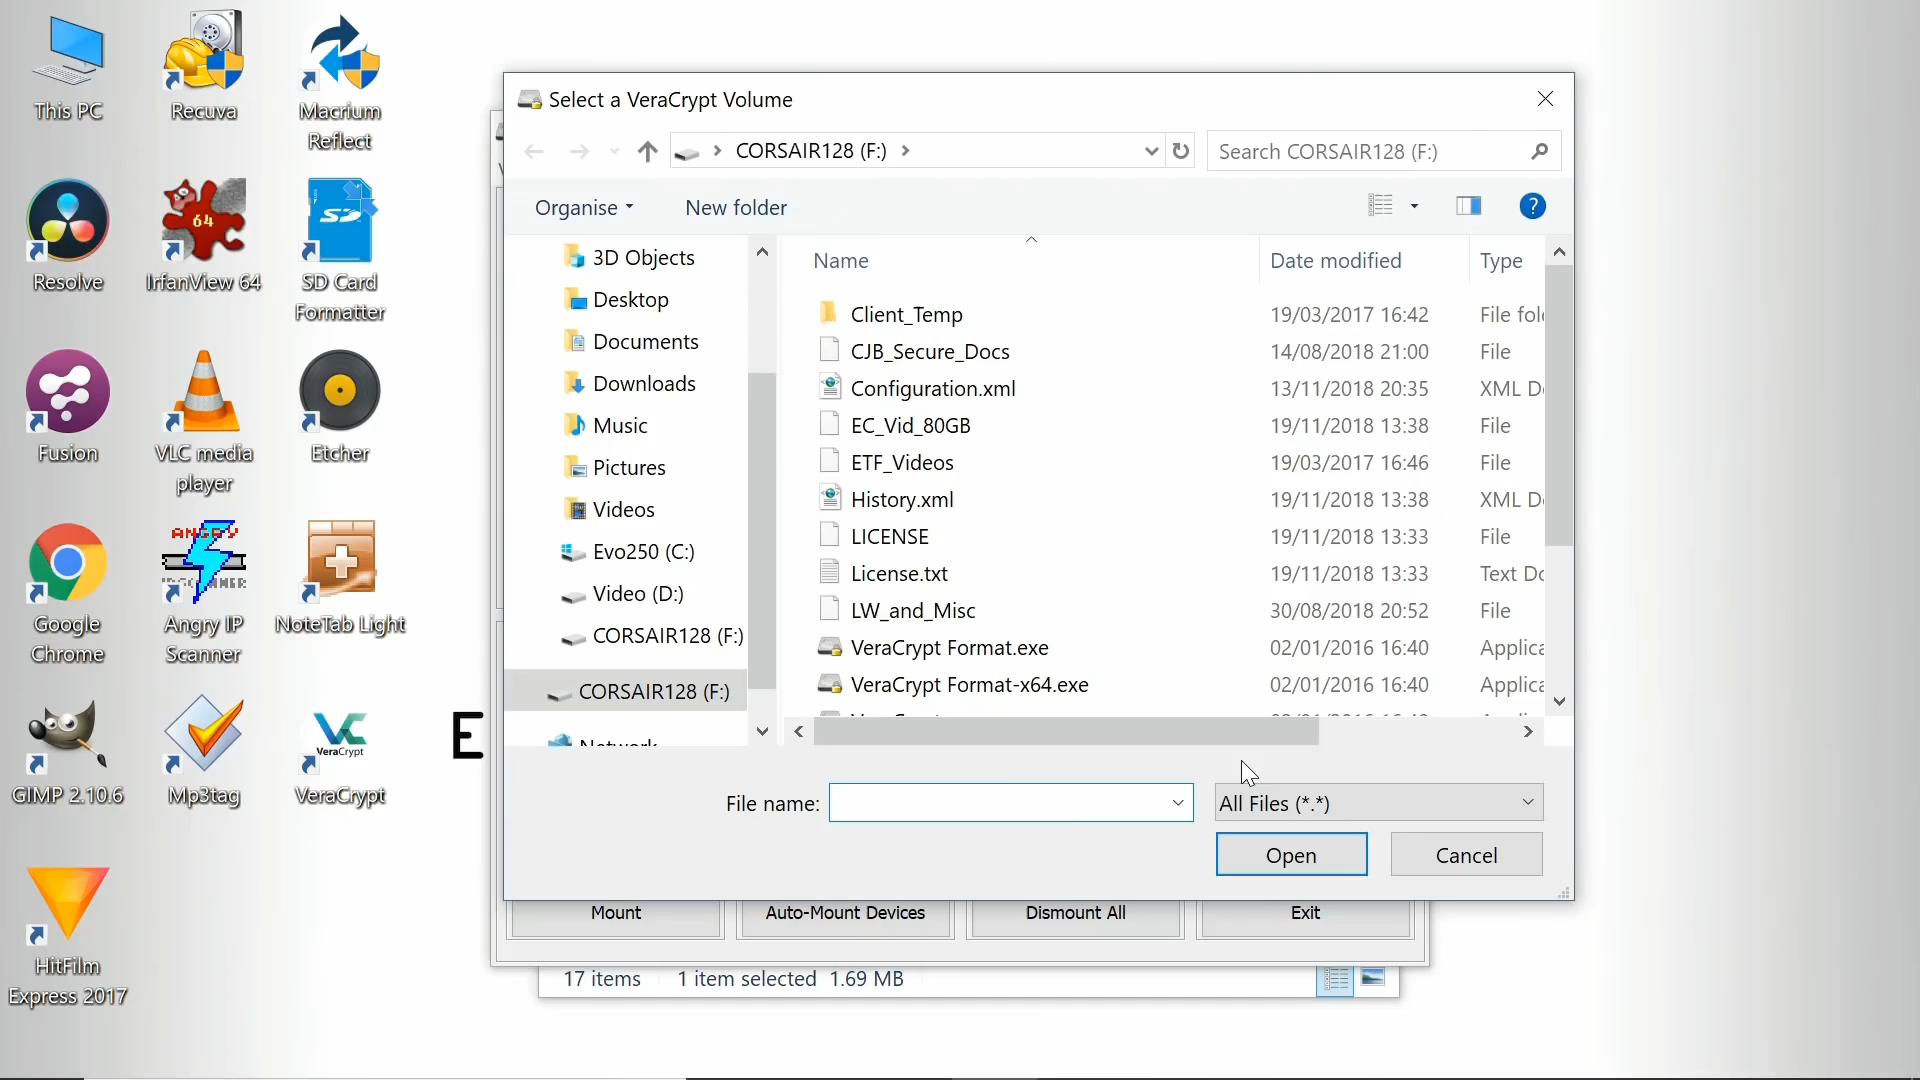 This PC
Recuva
Macrium
Reflect
Resolve
IrfanView 64
SD Card
Formatter
Fusion
VLC media
player
Etcher
Google
Chrome
Angry IP
Scanner
NoteTab Light
GIMP 2.10.6
Mp3tag
VeraCrypt
HitFilm
Express 2017
64
SD
ANGRY
VC
VeraCrypt
E
Select a VeraCrypt Volume
CORSAIR128 (F:)
Search CORSAIR128 (F:)
Organise
New folder
?
3D Objects
Desktop
Documents
Downloads
Music
Pictures
Videos
Evo250 (C:)
Video (D:)
CORSAIR128 (F:)
CORSAIR128 (F:)
Network
Name Date modified Type
Client_Temp 19/03/2017 16:42 File fol
CJB_Secure_Docs 14/08/2018 21:00 File
Configuration.xml 13/11/2018 20:35 XML D
EC_Vid_80GB 19/11/2018 13:38 File
ETF_Videos 19/03/2017 16:46 File
History.xml 19/11/2018 13:38 XML D
LICENSE 19/11/2018 13:33 File
License.txt 19/11/2018 13:33 Text Do
LW_and_Misc 30/08/2018 20:52 File
VeraCrypt Format.exe 02/01/2016 16:40 Applica
VeraCrypt Format-x64.exe 02/01/2016 16:40 Applica
File name:
All Files (*.*)
Open
Cancel
Mount
Auto-Mount Devices
Dismount All
Exit
17 items 1 item selected 1.69 MB